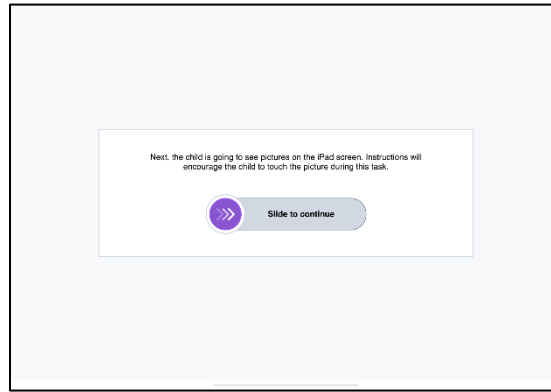 Next, the child is going to see pictures on the iPad screen. Instructions will
encourage the child to touch the picture during this task.
Slide to continue